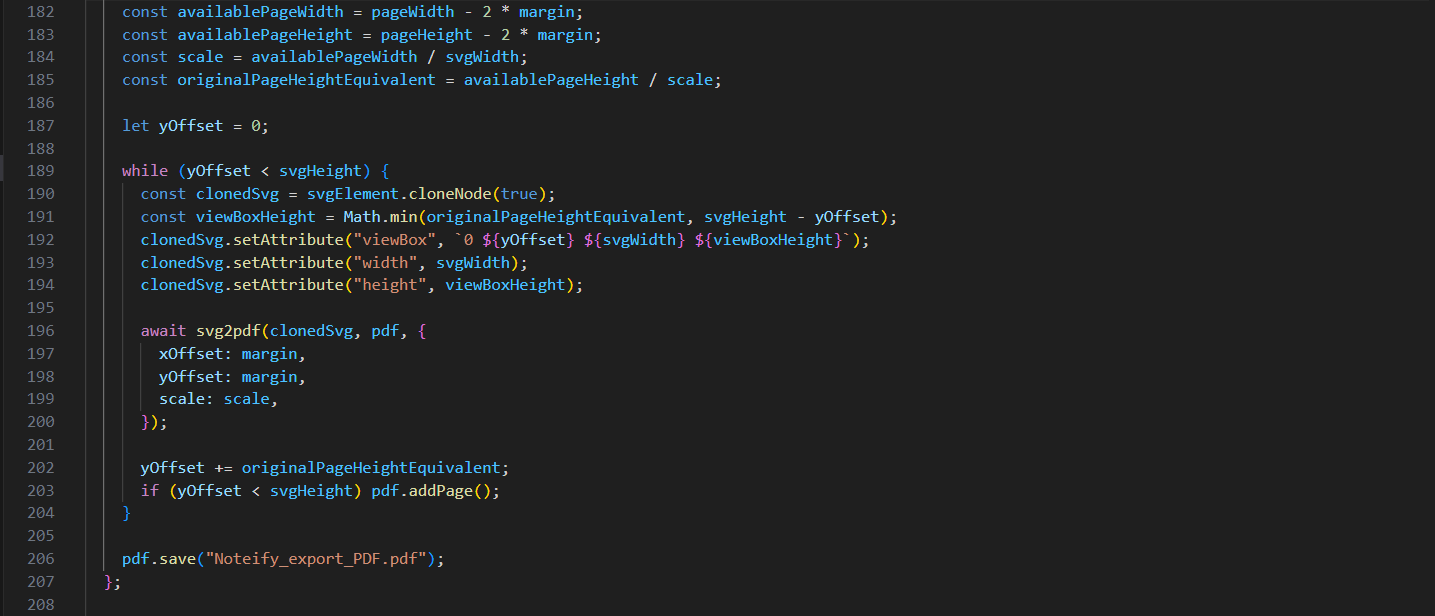 182 const availablePageWidth = pageWidth - 2 * margin;
183 const availablePageHeight = pageHeight - 2 * margin;
184 const scale = availablePageWidth / svgWidth;
185 const originalPageHeightEquivalent = availablePageHeight / scale;
186
187 let yOffset = 0;
188
189 while (yOffset < svgHeight) {
190 const clonedSvg = svgElement.cloneNode(true);
191 const viewBoxHeight = Math.min(originalPageHeightEquivalent, svgHeight - yOffset);
192 clonedSvg.setAttribute("viewBox", `0 ${yOffset} ${svgWidth} ${viewBoxHeight}`);
193 clonedSvg.setAttribute("width", svgWidth);
194 clonedSvg.setAttribute("height", viewBoxHeight);
195
196 await svg2pdf(clonedSvg, pdf, {
197 xOffset: margin,
198 yOffset: margin,
199 scale: scale,
200 });
201
202 yOffset += originalPageHeightEquivalent;
203 if (yOffset < svgHeight) pdf.addPage();
204 }
205
206 pdf.save("Noteify_export_PDF.pdf");
207 };
208